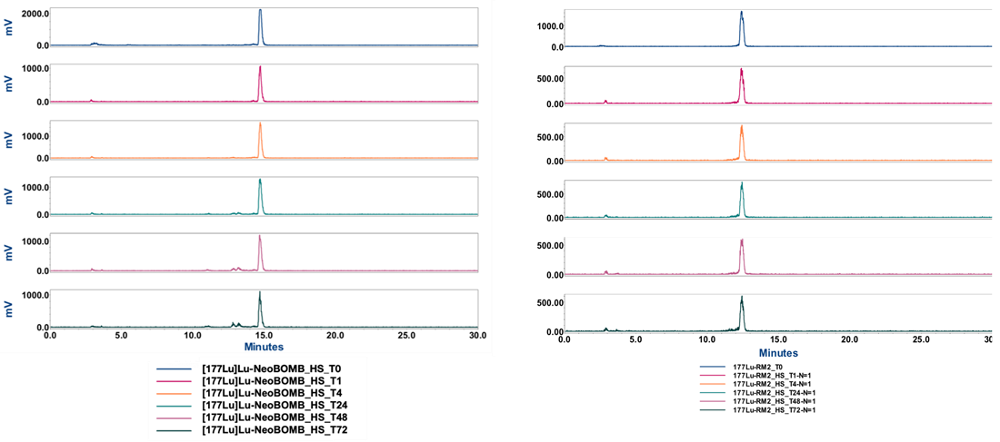 mV
2000.0
0.0
mV
1000.0
0.0
mV
1000.0
0.0
mV
1000.0
0.0
mV
1000.0
0.0
mV
1000.0
0.0
0.0 5.0 10.0 15.0 20.0 25.0 30.0
Minutes
[177Lu]Lu-NeoBOMB_HS_T0
[177Lu]Lu-NeoBOMB_HS_T1
[177Lu]Lu-NeoBOMB_HS_T4
[177Lu]Lu-NeoBOMB_HS_T24
[177Lu]Lu-NeoBOMB_HS_T48
[177Lu]Lu-NeoBOMB_HS_T72
1000.0
0.0
500.00
0.00
500.00
0.00
500.00
0.00
500.00
0.00
500.00
0.00
0.0 5.0 10.0 15.0 20.0 25.0 30
Minutes
177Lu-RM2_T0
177Lu-RM2_HS_T1-N=1
177Lu-RM2_HS_T4-N=1
177Lu-RM2_HS_T24-N=1
177Lu-RM2_HS_T48-N=1
177Lu-RM2_HS_T72-N=1